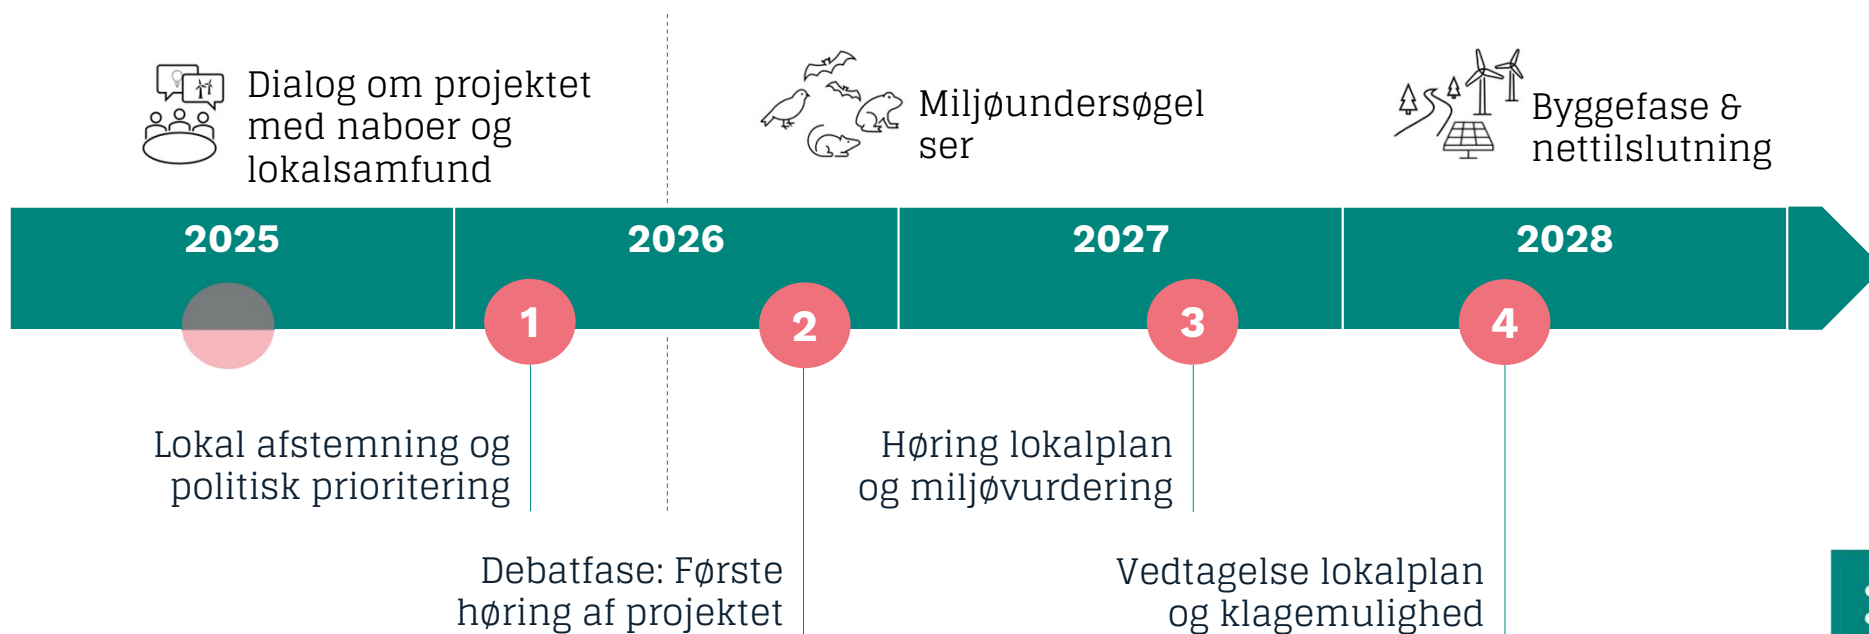 Dialog om projektet
med naboer og
lokalsamfund
Miljøundersøgel
ser
Byggefase &
nettilslutning
2025
2026
2027
2028
1
2
3
4
Lokal afstemning og
politisk prioritering
Høring lokalplan
og miljøvurdering
Debatfase: Første
høring af projektet
Vedtagelse lokalplan
og klagemulighed